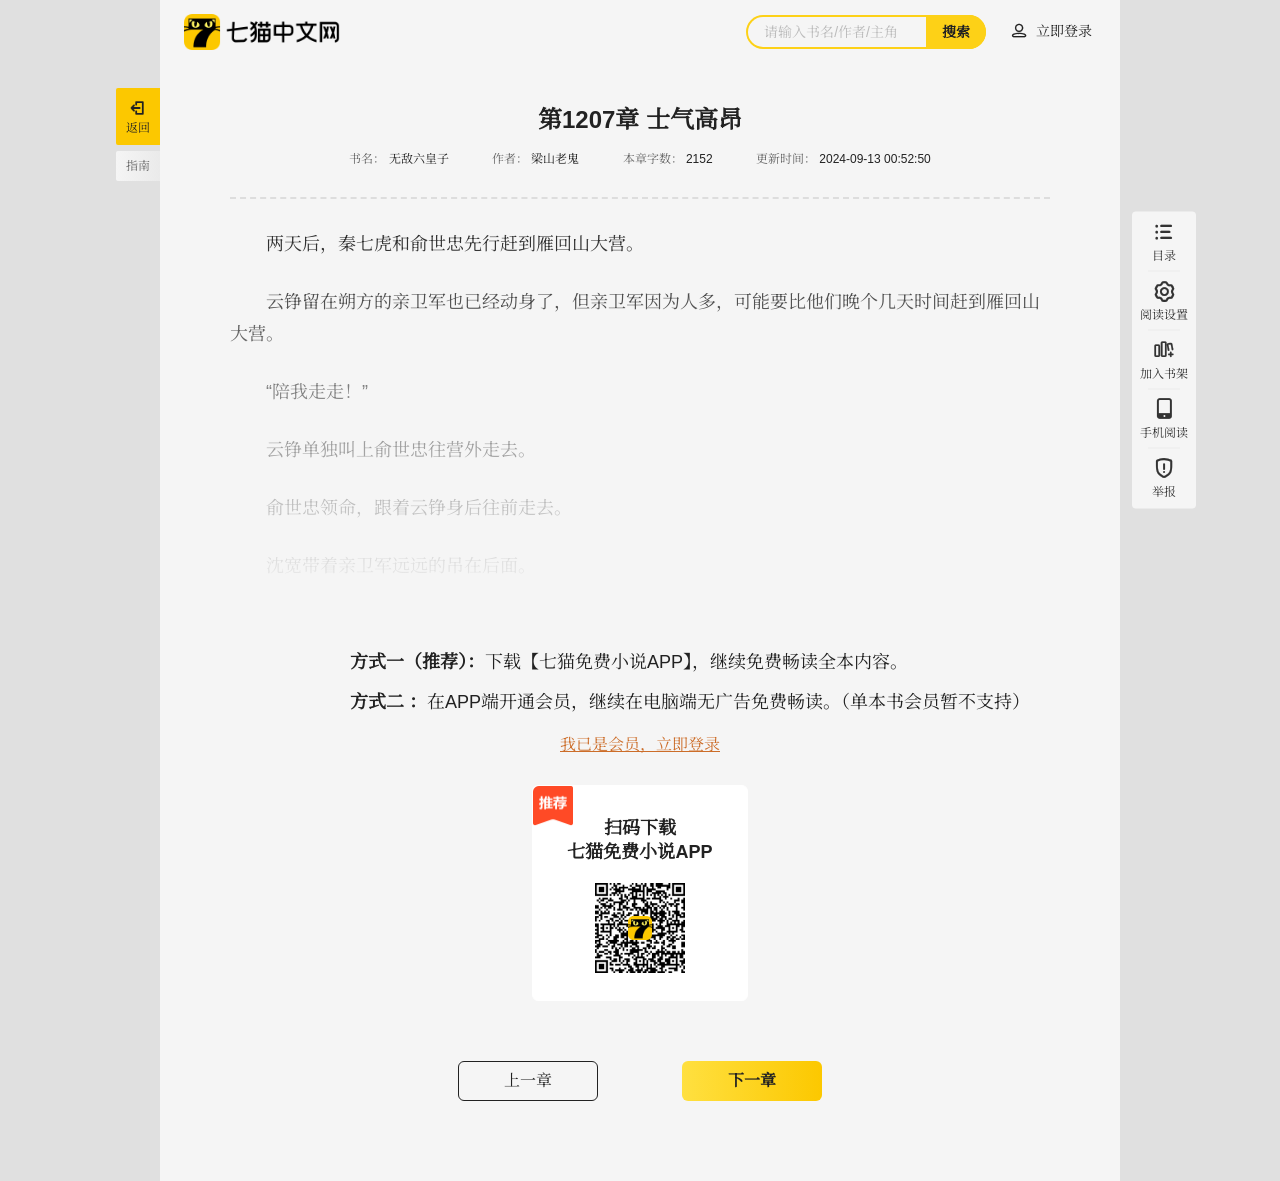 七猫中文网
请输入书名/作者/主角
搜索
立即登录
返回
指南
第1207章 士气高昂
书名： 无敌六皇子 作者： 梁山老鬼 本章字数： 2152 更新时间： 2024-09-13 00:52:50
两天后，秦七虎和俞世忠先行赶到雁回山大营。
云铮留在朔方的亲卫军也已经动身了，但亲卫军因为人多，可能要比他们晚个几天时间赶到雁回山
大营。
“陪我走走！”
云铮单独叫上俞世忠往营外走去。
俞世忠领命，跟着云铮身后往前走去。
沈宽带着亲卫军远远的吊在后面。
目录
阅读设置
加入书架
手机阅读
举报
方式一（推荐）：下载【七猫免费小说APP】，继续免费畅读全本内容。
方式二 ：在APP端开通会员，继续在电脑端无广告免费畅读。（单本书会员暂不支持）
我已是会员，立即登录
推荐
扫码下载
七猫免费小说APP
上一章
下一章